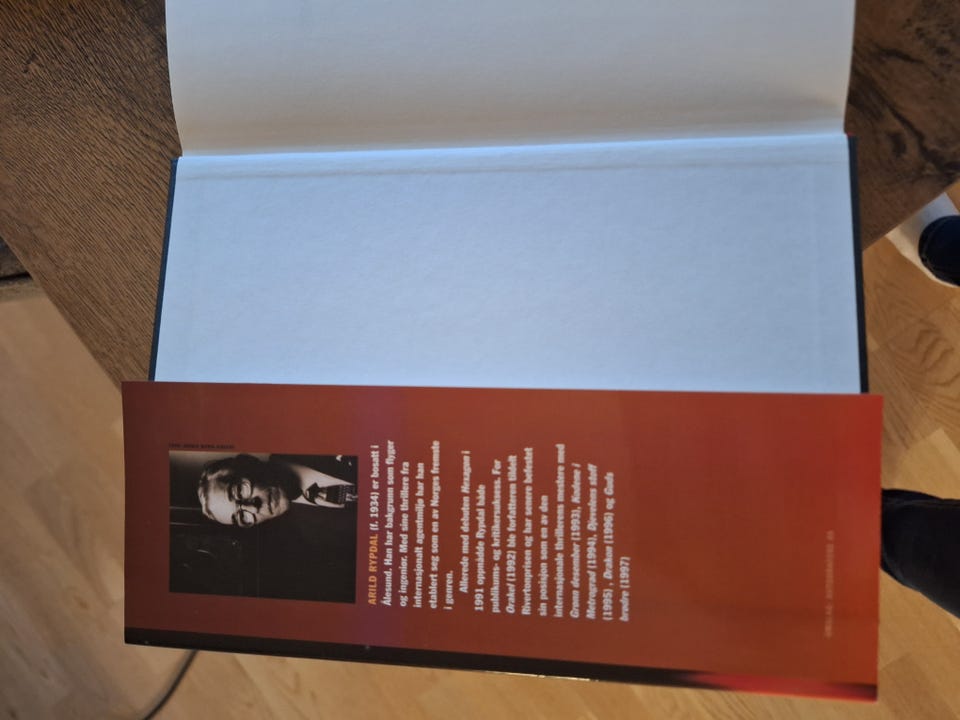 ARILD RYPDAL (f. 1934) er bosatt i
Ålesund. Han har bakgrunn som flyger
og ingeniør. Med sine thrillere fra
internasjonalt agentmiljø har han
etablert seg som en av Norges fremste
i genren.
Allerede med debuten Hexagon i
1991 oppnådde Rypdal både
publikums- og kritikersuksess. For
Orakel (1992) ble forfatteren tildelt
Rivertonprisen og har senere befestet
sin posisjon som en av den
internasjonale thrillerens mestere med
Grønn desember (1993), Kodene i
Metrograd (1994), Djevelens stoff
(1995), Drakon (1996) og Guds
brødre (1997)